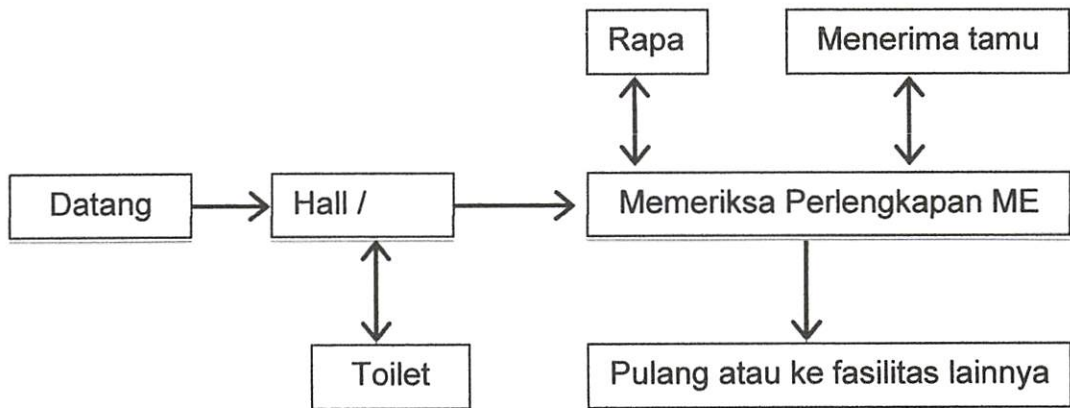 Rapa
Menerima tamu
Datang
Hall /
Memeriksa Perlengkapan ME
Toilet
Pulang atau ke fasilitas lainnya